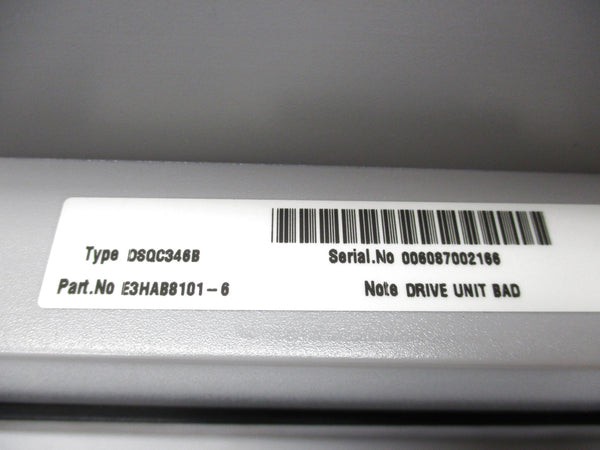 Type DSQC346B
Serial.No 006087002166
Part.No E3HAB8101-6
Note DRIVE UNIT BAD